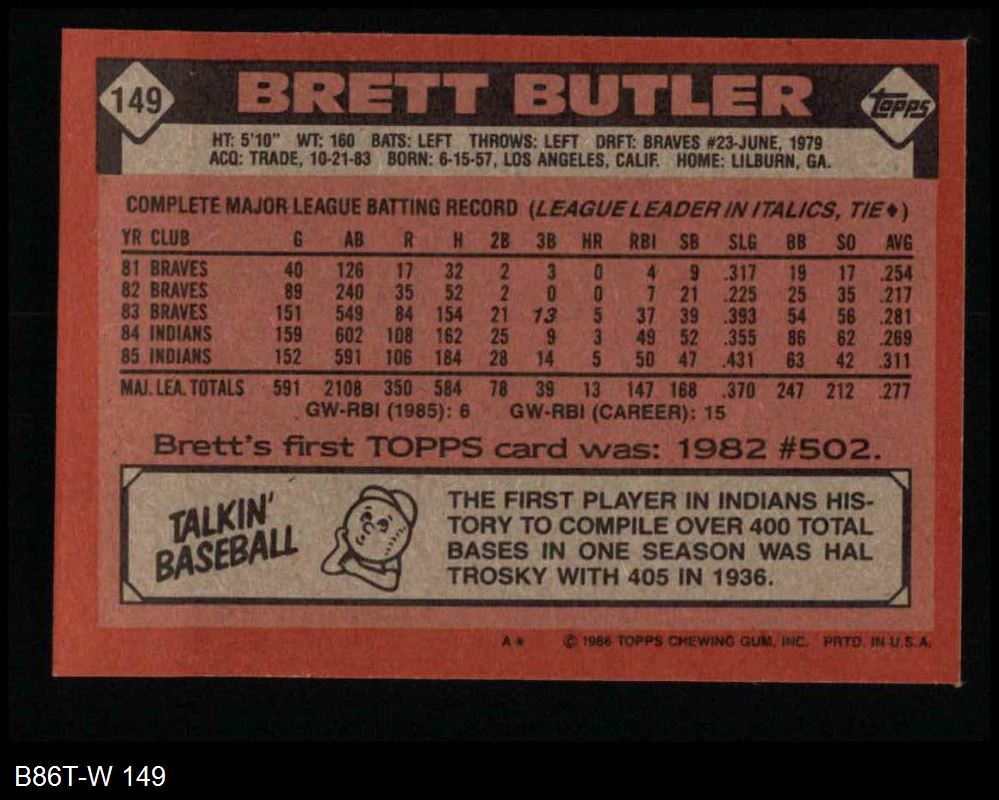 149 BRETT BUTLER Topps
HT: 5'10" WT: 160 BATS: LEFT THROWS: LEFT DRFT: BRAVES #23-JUNE, 1979
ACQ: TRADE, 10-21-83 BORN: 6-15-57, LOS ANGELES, CALIF. HOME: LILBURN, GA.
COMPLETE MAJOR LEAGUE BATTING RECORD (LEAGUE LEADER IN ITALICS, TIE♦)
YR CLUB G AB R H 2B 3B HR RBI SB SLG BB SO AVG
81 BRAVES 40 126 17 32 2 3 0 4 9 .317 19 17 .254
82 BRAVES 89 240 35 52 2 0 0 7 21 .225 25 35 .217
83 BRAVES 151 549 84 154 21 13 5 37 39 .393 54 56 .281
84 INDIANS 159 602 108 162 25 9 3 49 52 .355 86 62 .269
85 INDIANS 152 591 106 184 28 14 5 50 47 .431 63 42 .311
MAJ. LEA. TOTALS 591 2108 350 584 78 39 13 147 168 .370 247 212 .277
GW-RBI (1985): 6 GW-RBI (CAREER): 15
Brett's first TOPPS card was: 1982 #502.
TALKIN'
BASEBALL
THE FIRST PLAYER IN INDIANS HIS-
TORY TO COMPILE OVER 400 TOTAL
BASES IN ONE SEASON WAS HAL
TROSKY WITH 405 IN 1936.
A* © 1986 TOPPS CHEWING GUM, INC. PRTD. IN U.S.A.
B86T-W 149